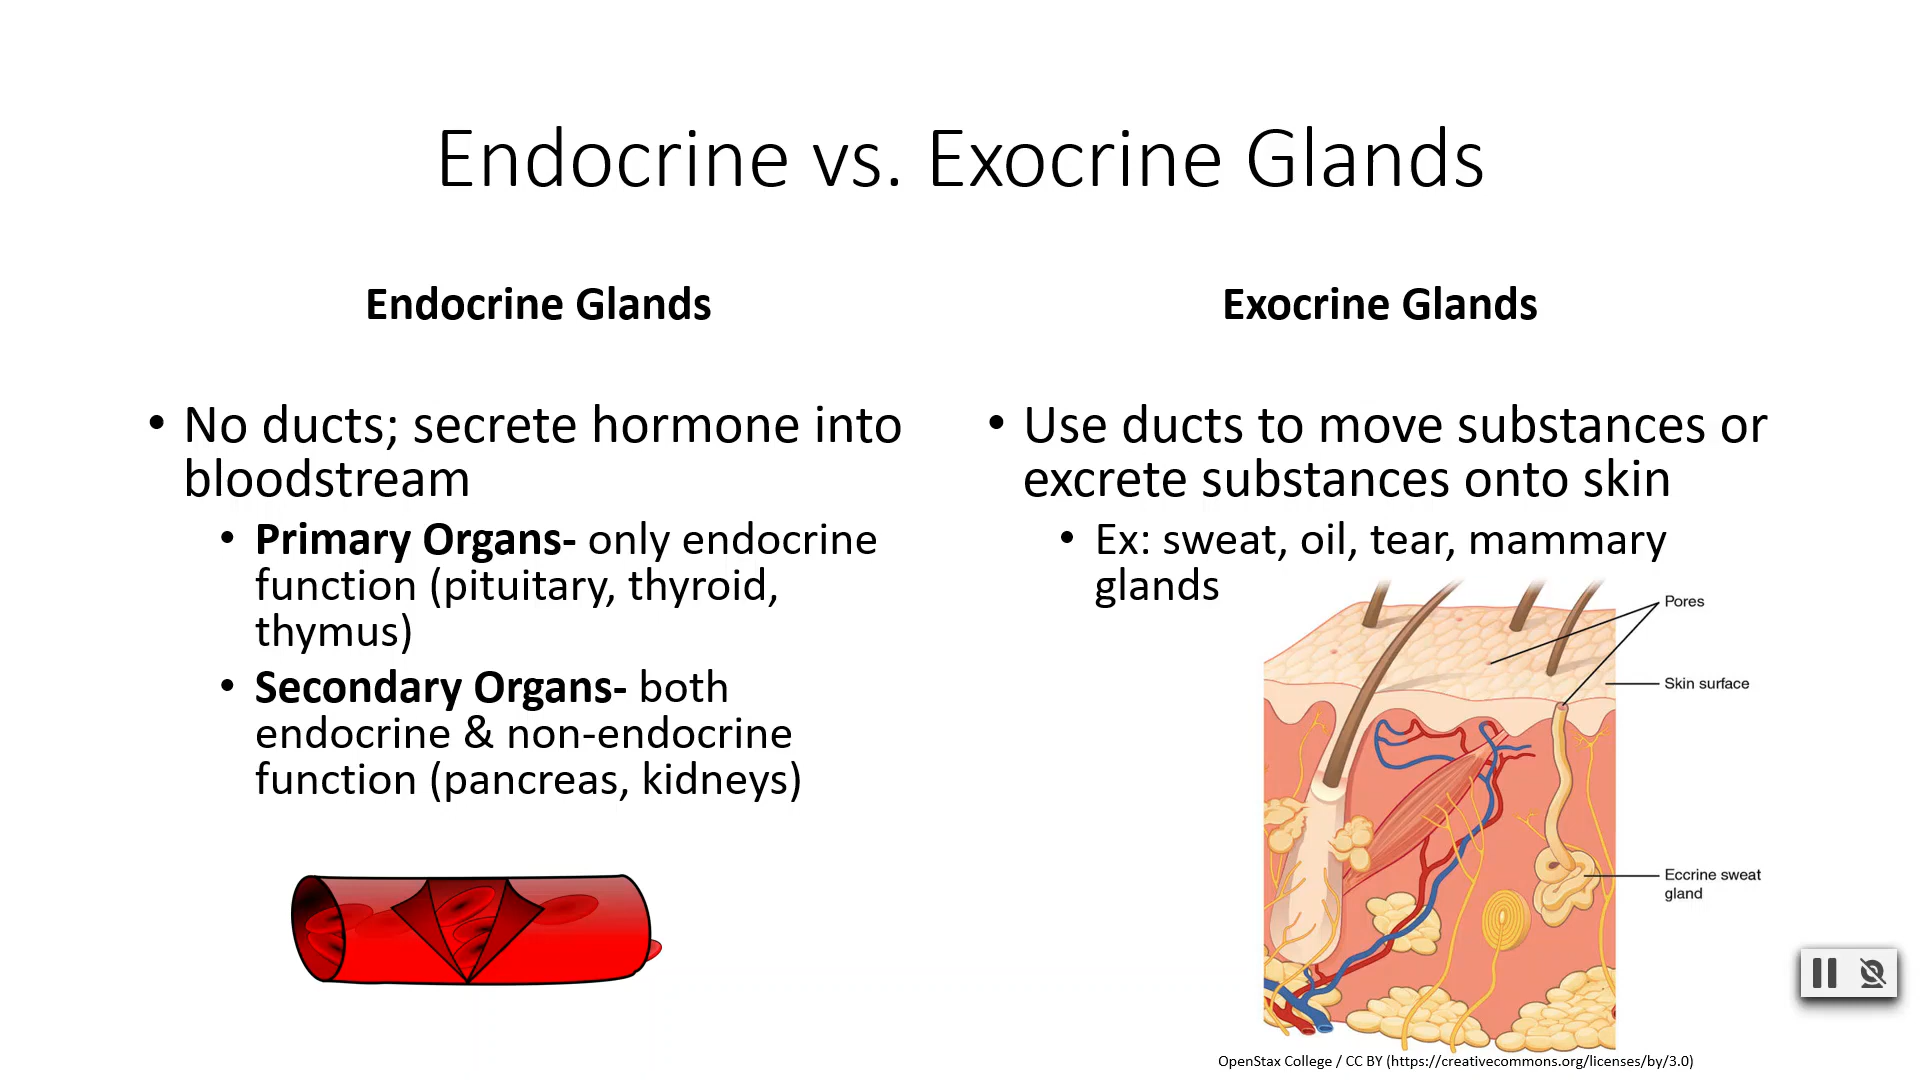 Endocrine vs. Exocrine Glands
Endocrine Glands
• No ducts; secrete hormone into
bloodstream
• Primary Organs- only endocrine
function (pituitary, thyroid,
thymus)
• Secondary Organs- both
endocrine & non-endocrine
function (pancreas, kidneys)
Exocrine Glands
• Use ducts to move substances or
excrete substances onto skin
• Ex: sweat, oil, tear, mammary
glands
Pores
Skin surface
Eccrine sweat
gland
OpenStax College / CC BY (https://creativecommons.org/licenses/by/3.0)